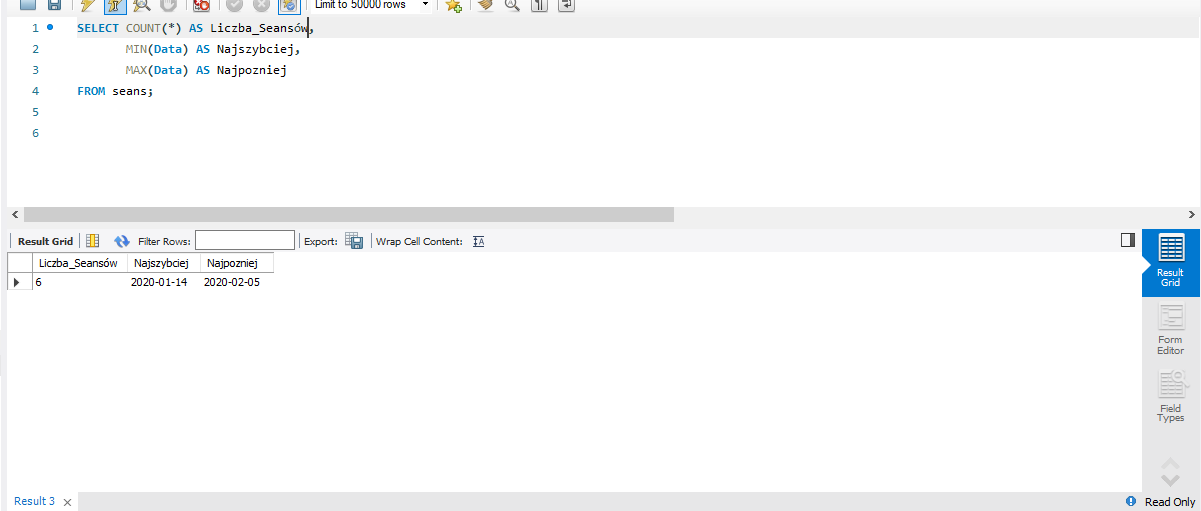 Limit to 50000 rows
1 SELECT COUNT(*) AS Liczba_Seansów,
2 MIN(Data) AS Najszybciej,
3 MAX(Data) AS Najpozniej
4 FROM seans;
5
6
Result Grid Filter Rows: Export: Wrap Cell Content: IA
Liczba_Seansów Najszybciej Najpozniej
6 2020-01-14 2020-02-05
Result
Grid
Form
Editor
Field
Types
Result 3 Read Only